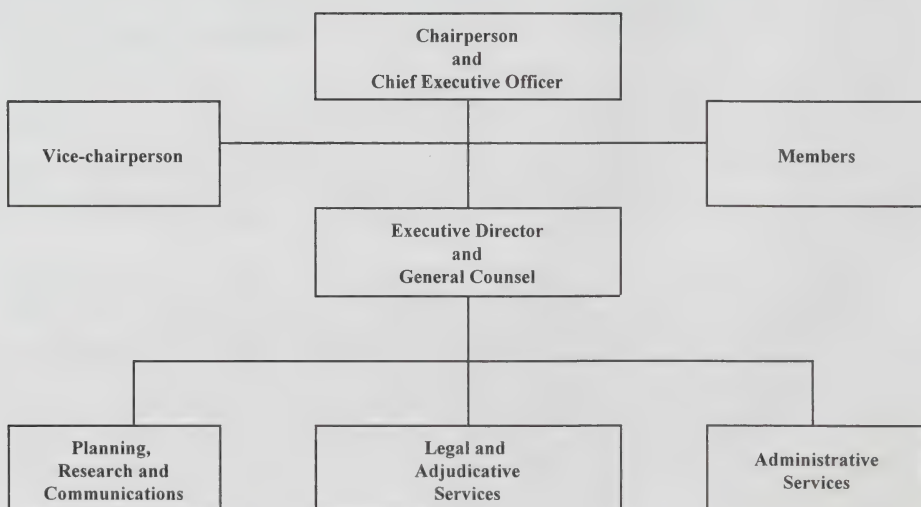 Chairperson
and
Chief Executive Officer
Vice-chairperson
Members
Executive Director
and
General Counsel
Planning,
Research and
Communications
Legal and
Adjudicative
Services
Administrative
Services